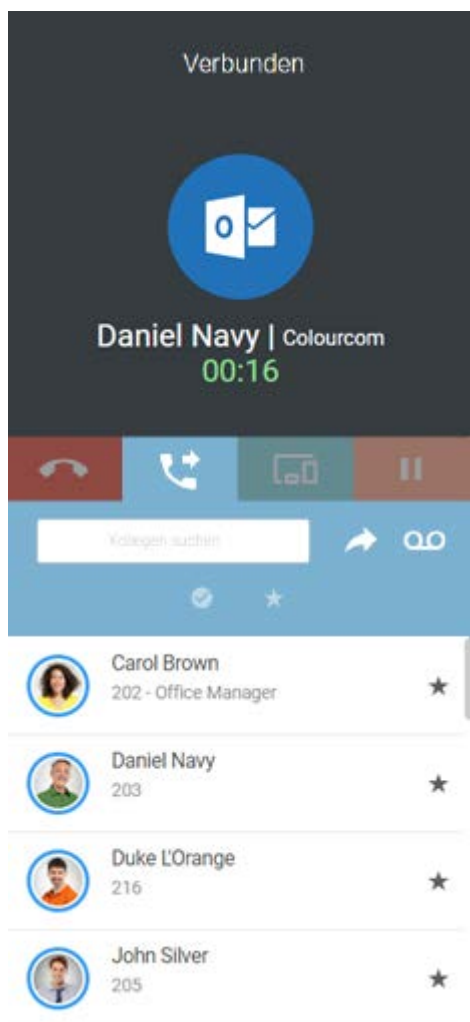 Verbunden
Daniel Navy | Colourcom
00:16
Kollegen suchen
Carol Brown
202 - Office Manager
Daniel Navy
203
Duke L'Orange
216
John Silver
205